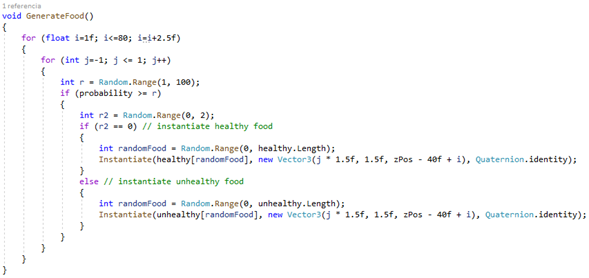 1 referencia
void GenerateFood()
{
    for (float i=1f; i<=80; i=i+2.5f)
    {
        for (int j=-1; j <= 1; j++)
        {
            int r = Random.Range(1, 100);
            if (probability >= r)
            {
                int r2 = Random.Range(0, 2);
                if (r2 == 0) // instantiate healthy food
                {
                    int randomFood = Random.Range(0, healthy.Length);
                    Instantiate(healthy[randomFood], new Vector3(j * 1.5f, 1.5f, zPos - 40f + i), Quaternion.identity);
                }
                else // instantiate unhealthy food
                {
                    int randomFood = Random.Range(0, unhealthy.Length);
                    Instantiate(unhealthy[randomFood], new Vector3(j * 1.5f, 1.5f, zPos - 40f + i), Quaternion.identity);
                }
            }
        }
    }
}